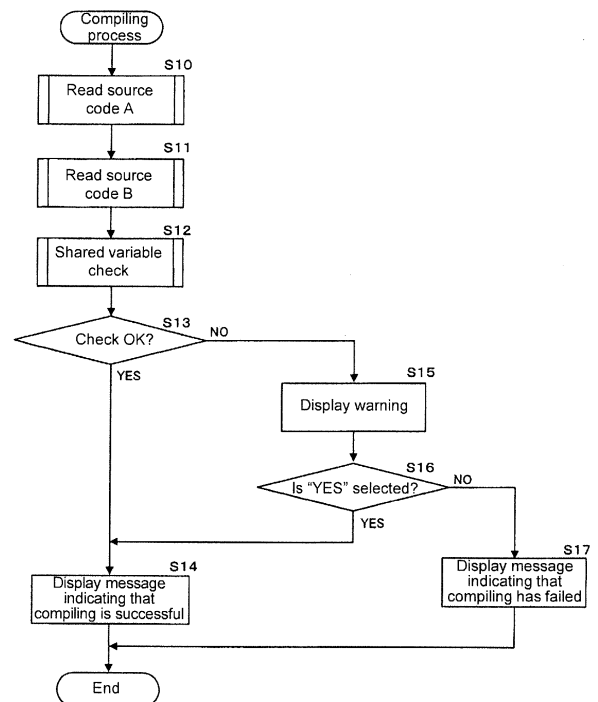 Compiling
process
S10
Read source
code A
S11
Read source
code B
S12
Shared variable
check
S13
Check OK?
NO
YES
S15
Display warning
S16
Is "YES" selected?
NO
YES
S14
Display message
indicating that
compiling is successful
S17
Display message
indicating that
compiling has failed
End